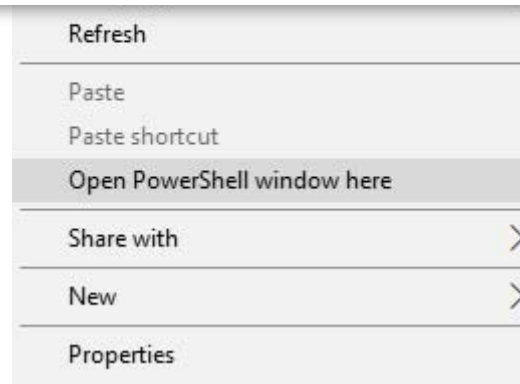 Refresh
Paste
Paste shortcut
Open PowerShell window here
Share with
New
Properties